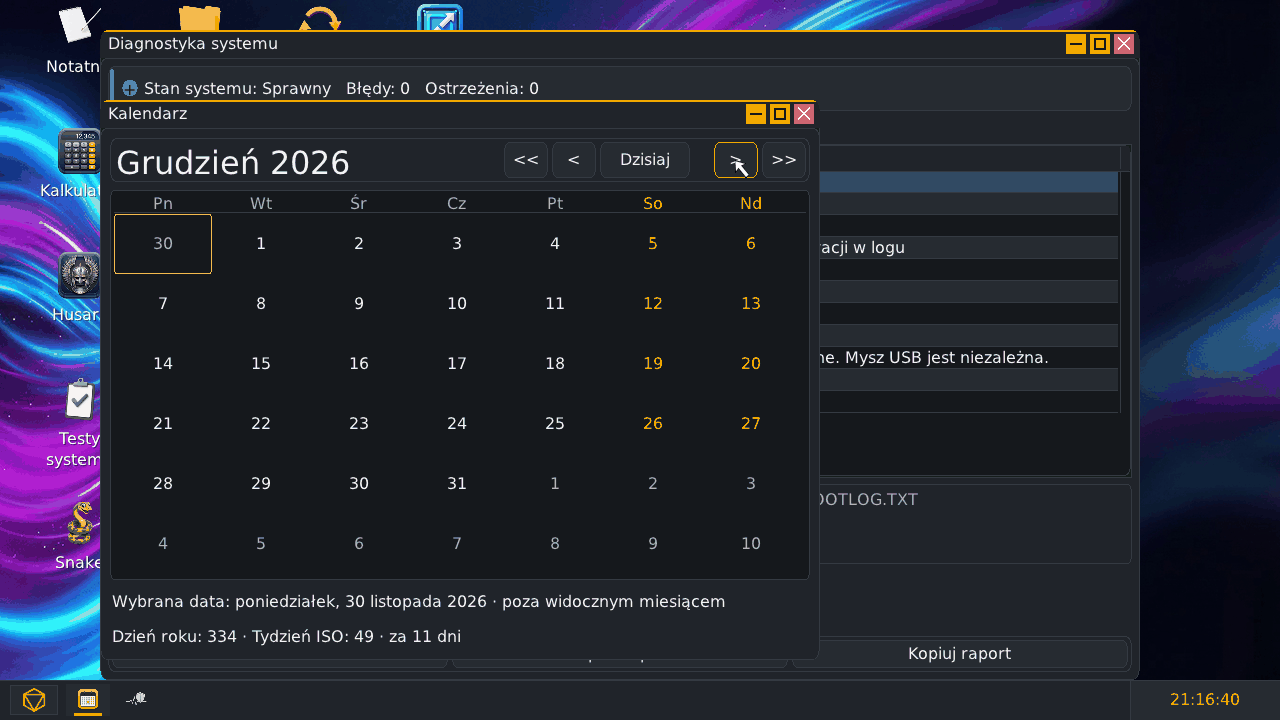 Notatn
Kalkula
Husar
Testy
system
Snake
Diagnostyka systemu
Stan systemu: Sprawny Błędy: 0 Ostrzeżenia: 0
Kalendarz
Grudzień 2026 << < Dzisiaj > >>
Pn Wt Śr Cz Pt So Nd
30 1 2 3 4 5 6
7 8 9 10 11 12 13
14 15 16 17 18 19 20
21 22 23 24 25 26 27
28 29 30 31 1 2 3
4 5 6 7 8 9 10
Wybrana data: poniedziałek, 30 listopada 2026 · poza widocznym miesiącem
Dzień roku: 334 · Tydzień ISO: 49 · za 11 dni
acji w logu
ne. Mysz USB jest niezależna.
OOTLOG.TXT
Kopiuj raport
21:16:40